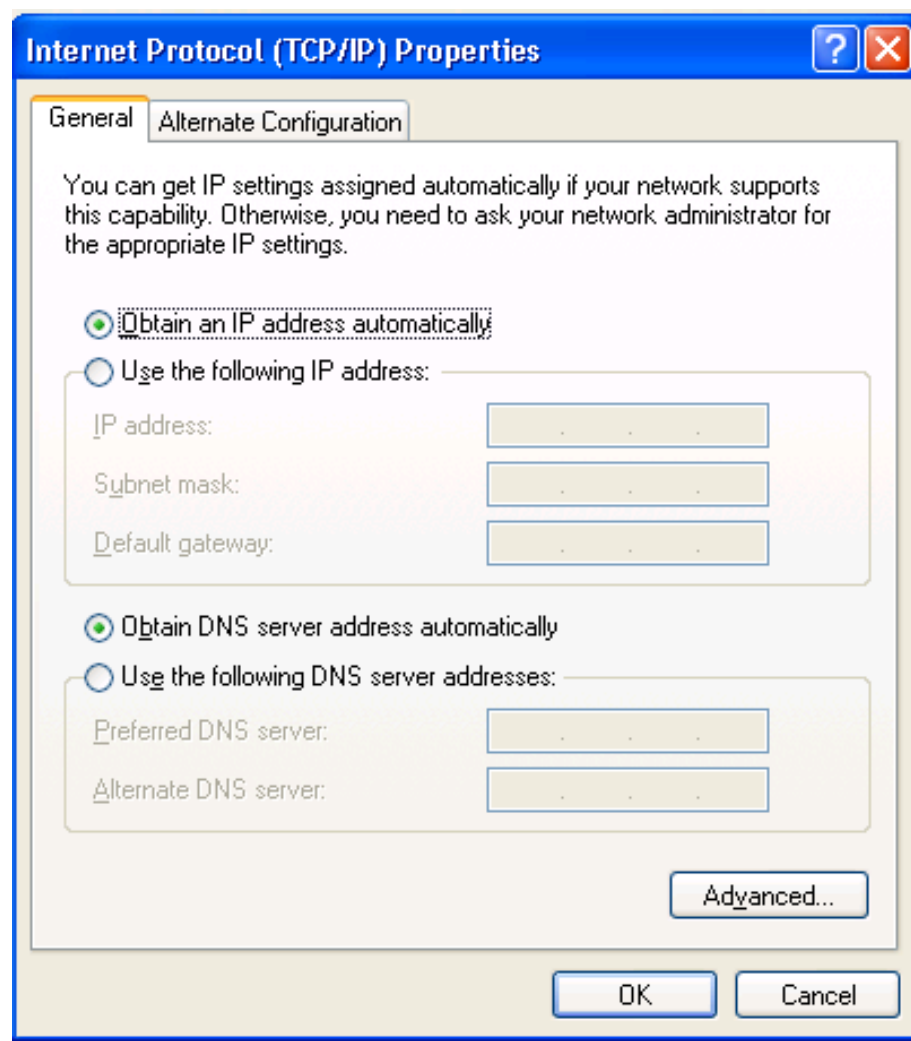 Internet Protocol (TCP/IP) Properties
General
Alternate Configuration
You can get IP settings assigned automatically if your network supports
this capability. Otherwise, you need to ask your network administrator for
the appropriate IP settings.
Obtain an IP address automatically
Use the following IP address:
IP address:
Subnet mask:
Default gateway:
Obtain DNS server address automatically
Use the following DNS server addresses:
Preferred DNS server:
Alternate DNS server:
Advanced...
OK
Cancel